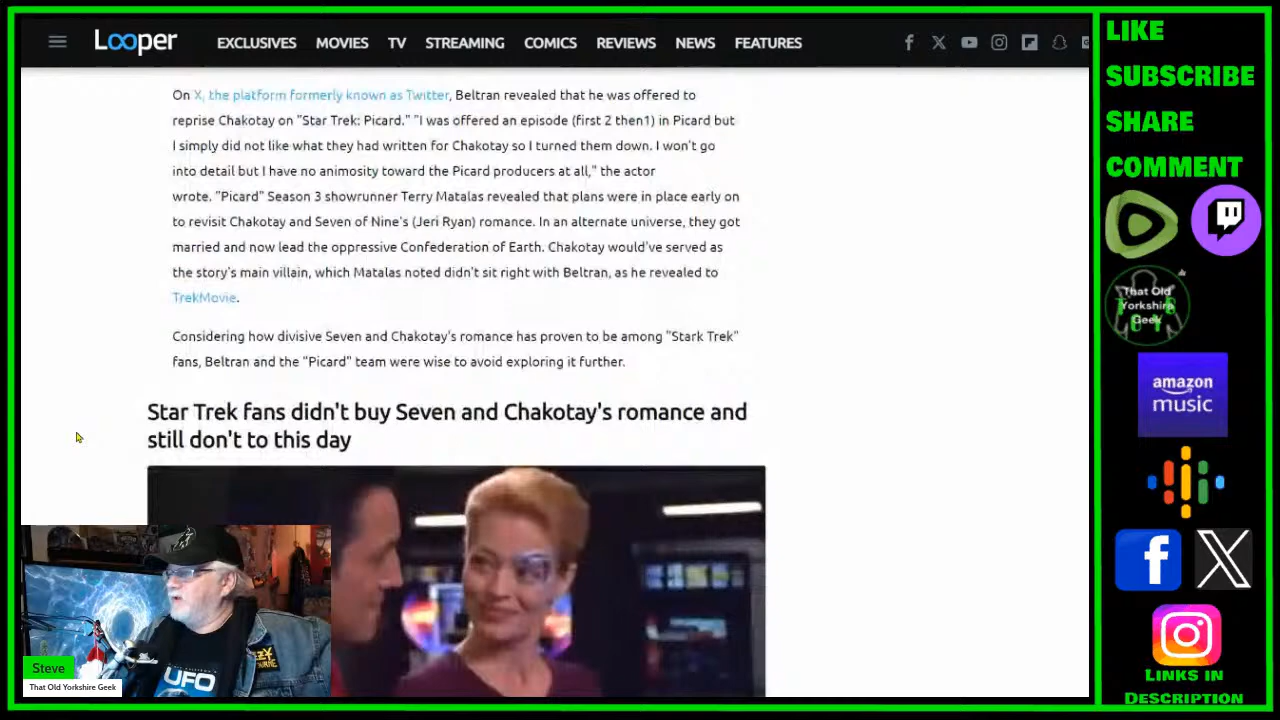 Looper
EXCLUSIVES MOVIES TV STREAMING COMICS REVIEWS NEWS FEATURES
On X, the platform formerly known as Twitter, Beltran revealed that he was offered to
reprise Chakotay on "Star Trek: Picard." "I was offered an episode (first 2 then1) in Picard but
I simply did not like what they had written for Chakotay so I turned them down. I won't go
into detail but I have no animosity toward the Picard producers at all," the actor
wrote. "Picard" Season 3 showrunner Terry Matalas revealed that plans were in place early on
to revisit Chakotay and Seven of Nine's (Jeri Ryan) romance. In an alternate universe, they got
married and now lead the oppressive Confederation of Earth. Chakotay would've served as
the story's main villain, which Matalas noted didn't sit right with Beltran, as he revealed to
TrekMovie.
Considering how divisive Seven and Chakotay's romance has proven to be among "Stark Trek"
fans, Beltran and the "Picard" team were wise to avoid exploring it further.
Star Trek fans didn't buy Seven and Chakotay's romance and
still don't to this day
UFO
Steve
That Old Yorkshire Geek
LIKE
SUBSCRIBE
SHARE
COMMENT
That Old
Yorkshire
Geek
amazon
music
LINKS IN
DESCRIPTION